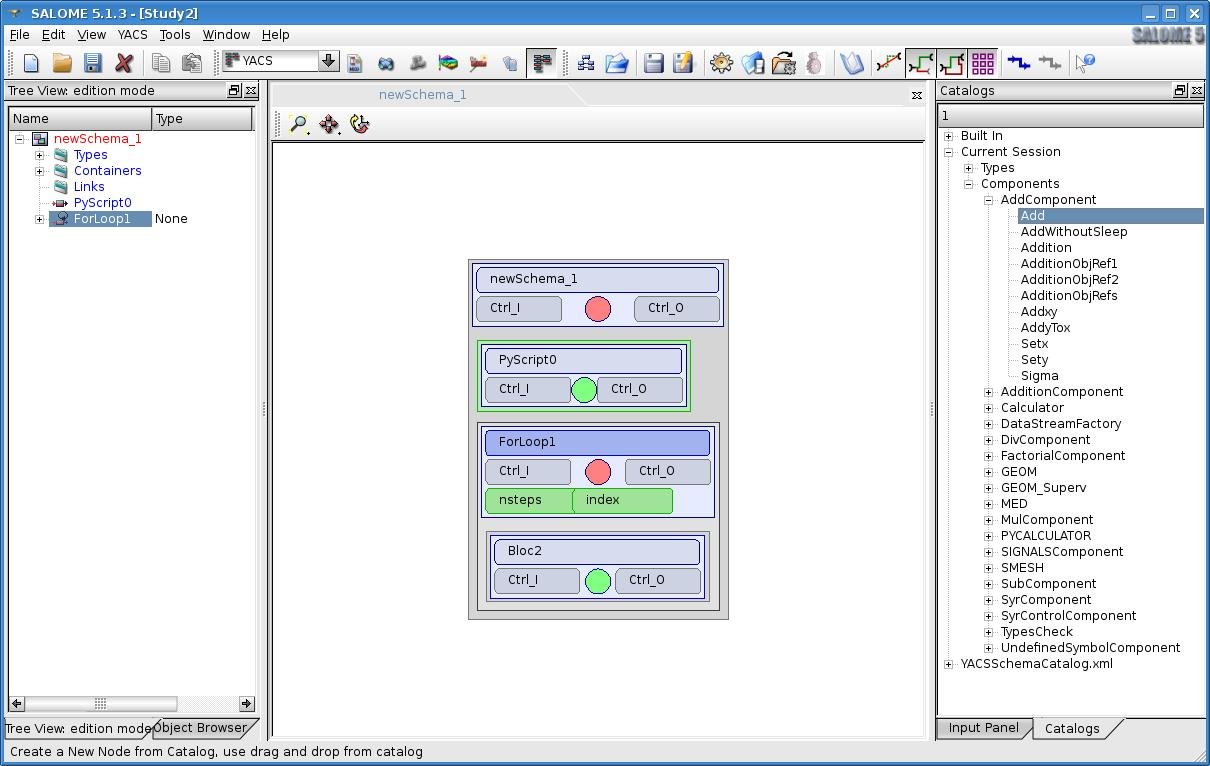 SALOME 5.1.3 - [Study2]
File Edit View YACS Tools Window Help
SALOME 5
YACS
Tree View: edition mode
Name Type
newSchema_1
Types
Containers
Links
PyScript0
ForLoop1 None
Tree View: edition mode Object Browser
newSchema_1
newSchema_1
Ctrl_I Ctrl_O
PyScript0
Ctrl_I Ctrl_O
ForLoop1
Ctrl_I Ctrl_O
nsteps index
Bloc2
Ctrl_I Ctrl_O
Catalogs
1
Built In
Current Session
Types
Components
AddComponent
Add
AddWithoutSleep
Addition
AdditionObjRef1
AdditionObjRef2
AdditionObjRefs
Addxy
AddyTox
Setx
Sety
Sigma
AdditionComponent
Calculator
DataStreamFactory
DivComponent
FactorialComponent
GEOM
GEOM_Superv
MED
MulComponent
PYCALCULATOR
SIGNALSComponent
SMESH
SubComponent
SyrComponent
SyrControlComponent
TypesCheck
UndefinedSymbolComponent
YACSSchemaCatalog.xml
Input Panel Catalogs
Create a New Node from Catalog, use drag and drop from catalog